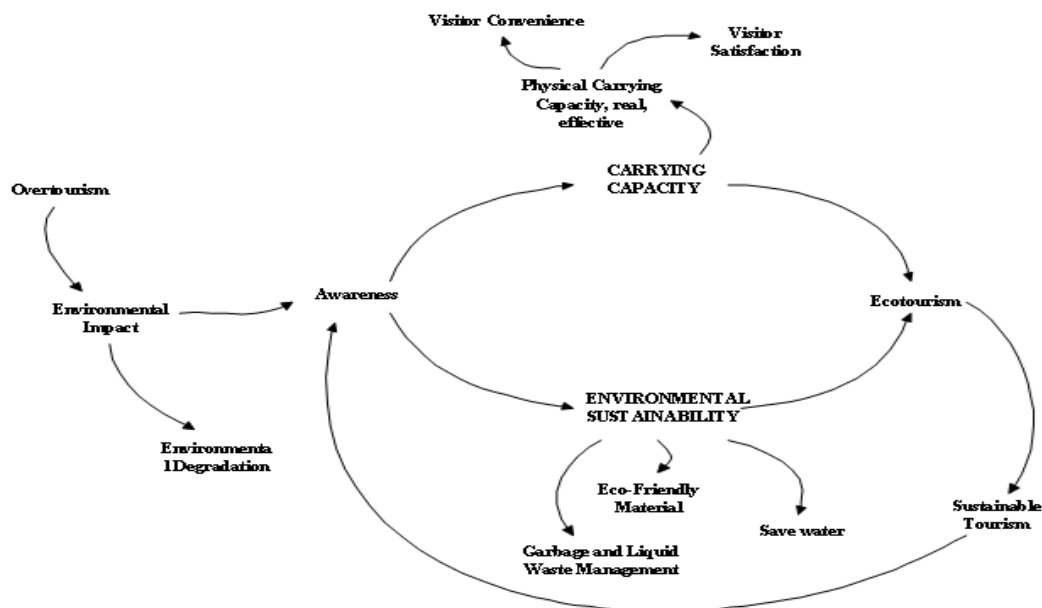 Visitor Convenience
Visitor
Satisfaction
Physical Carrying
Capacity, real,
effective
CARRYING
CAPACITY
Overtourism
Environmental
Impact
Awareness
Ecotourism
ENVIRONMENTAL
SUSTAINABILITY
Environmenta
lDegradation
Eco-Friendly
Material
Save water
Sustainable
Tourism
Garbage and Liquid
Waste Management